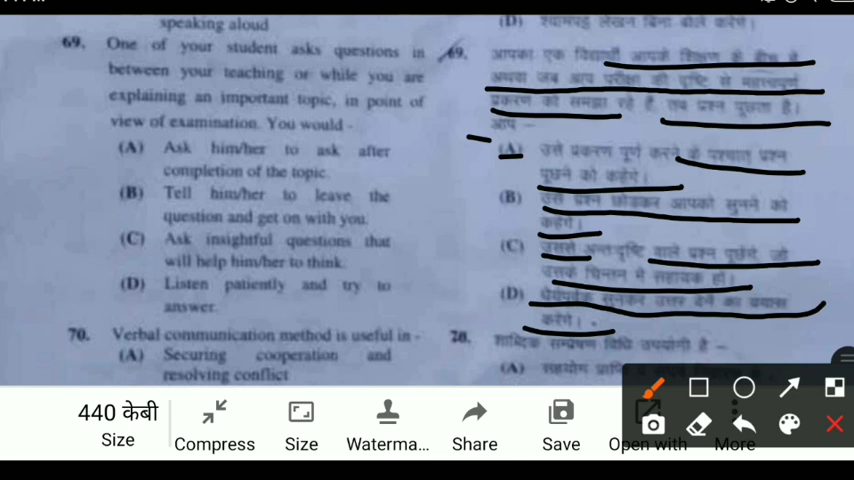 speaking aloud
69. One of your student asks questions in
between your teaching or while you are
explaining an important topic, in point of
view of examination. You would -
(A) Ask him/her to ask after
completion of the topic.
(B) Tell him/her to leave the
question and get on with you.
(C) Ask insightful questions that
will help him/her to think.
(D) Listen patiently and try to
answer.
70. Verbal communication method is useful in -
(A) Securing cooperation and
resolving conflict
(D) श्यामपट्ट लेखन बिना बोले करेंगे।
69. आपका एक विद्यार्थी आपके शिक्षण के बीच में
अथवा जब आप परीक्षा की दृष्टि से महत्वपूर्ण
प्रकरण को समझा रहे हैं, तब प्रश्न पूछता है।
आप -
(A) उसे प्रकरण पूर्ण करने के पश्चात् प्रश्न
पूछने को कहेंगे।
(B) उसे प्रश्न छोड़कर आपको सुनने को
कहेंगे।
(C) उससे अन्तःदृष्टि वाले प्रश्न पूछेंगे, जो
उसके चिन्तन में सहायक हों।
(D) धैर्यपूर्वक सुनकर उत्तर देने का प्रयास
करेंगे।
70. शाब्दिक सम्प्रेषण विधि उपयोगी है -
(A) सहयोग प्राप्ति
440 केबी
Size
Compress
Size
Waterma...
Share
Save
Open with
More